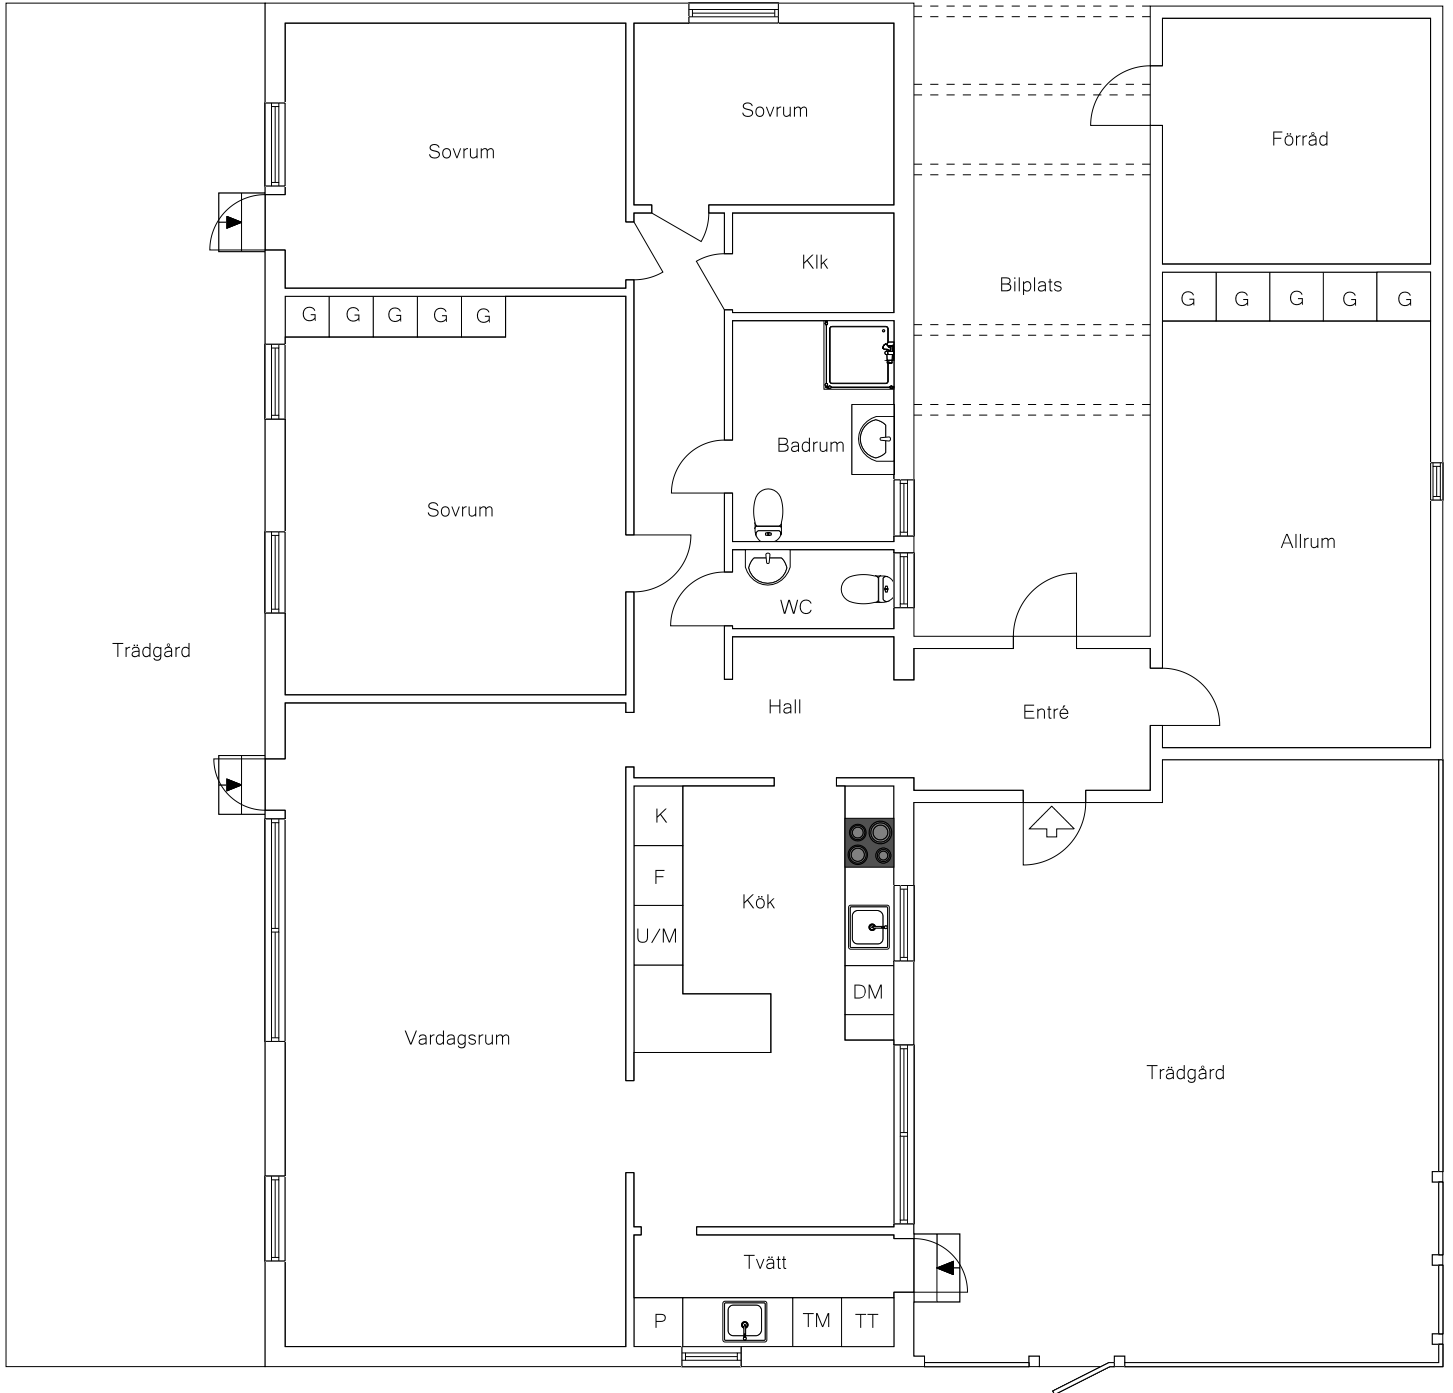 Sovrum
Sovrum
Förråd
Klk
Bilplats
G G G G G
G G G G G
Badrum
Sovrum
Allrum
WC
Trädgård
Hall
Entré
K
F
Kök
U/M
DM
Vardagsrum
Trädgård
Tvätt
P
TM
TT